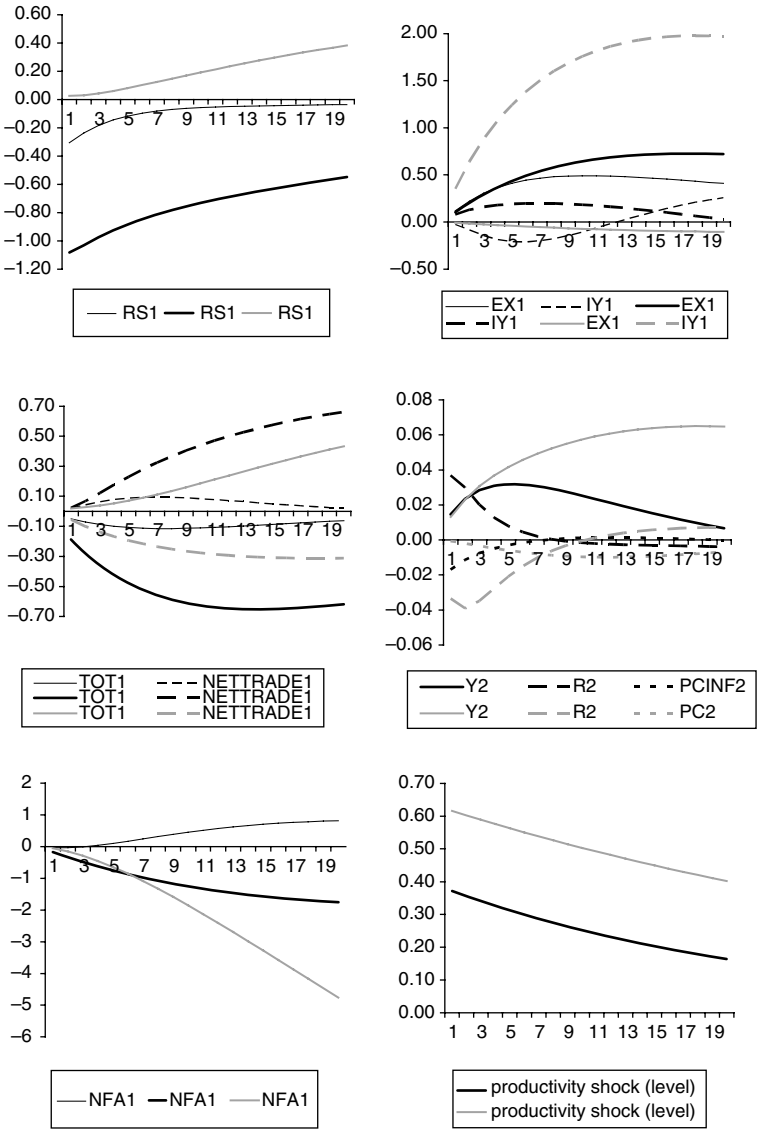 0.60
0.40
0.20
0.00
1 3 5 7 9 11 13 15 17 19
–0.20
–0.40
–0.60
–0.80
–1.00
–1.20
RS1 RS1 RS1
2.00
1.50
1.00
0.50
0.00
1 3 5 7 9 11 13 15 17 19
–0.50
EX1 IY1 EX1
IY1 EX1 IY1
0.70
0.50
0.30
0.10
1 3 5 7 9 11 13 15 17 19
–0.10
–0.30
–0.50
–0.70
TOT1 NETTRADE1
TOT1 NETTRADE1
TOT1 NETTRADE1
0.08
0.06
0.04
0.02
0.00
1 3 5 7 9 11 13 15 17 19
–0.02
–0.04
–0.06
Y2 R2 PCINF2
Y2 R2 PC2
2
1
0
1 3 5 7 9 11 13 15 17 19
–1
–2
–3
–4
–5
–6
NFA1 NFA1 NFA1
0.70
0.60
0.50
0.40
0.30
0.20
0.10
0.00
1 3 5 7 9 11 13 15 17 19
productivity shock (level)
productivity shock (level)